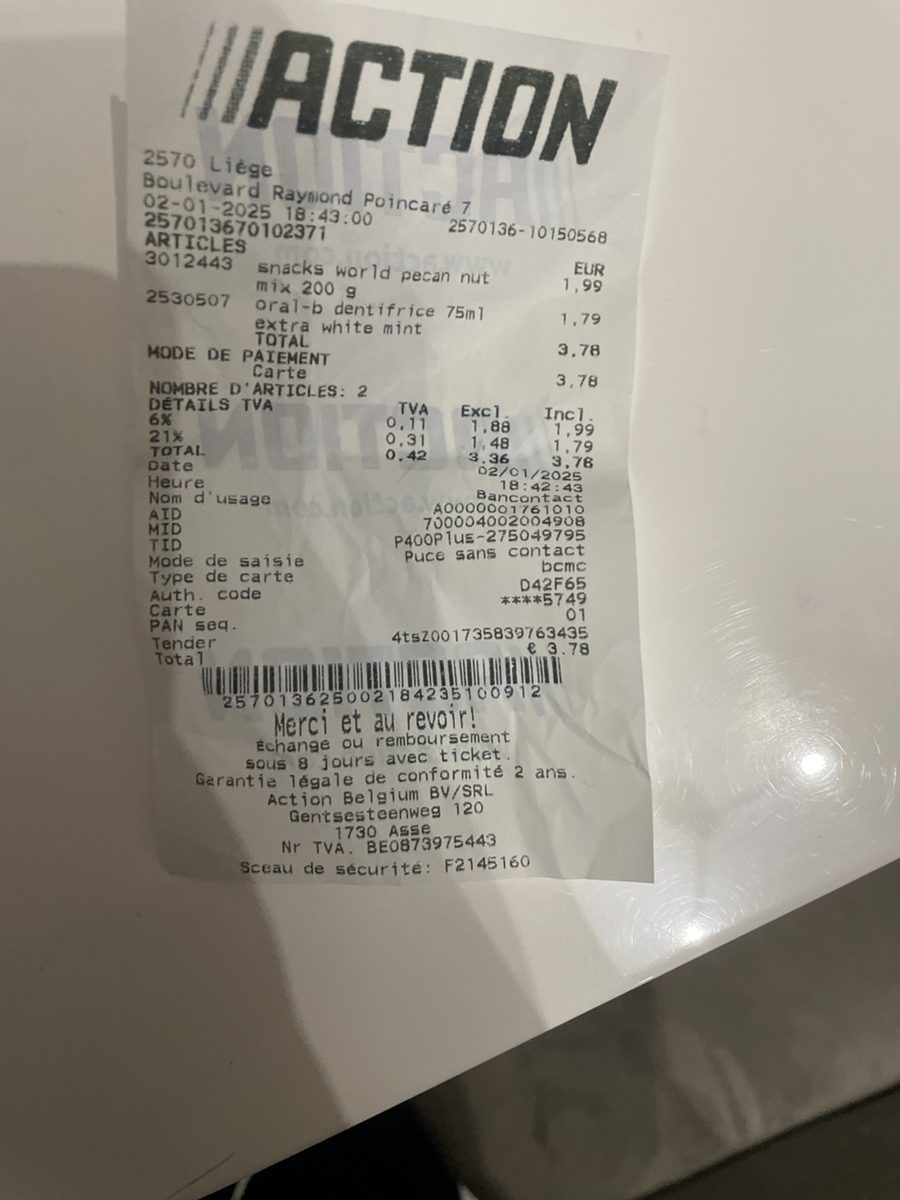 ACTION
2570 Liège
Boulevard Raymond Poincaré 7
02-01-2025 18:43:00 2570136-10150568
257013670102371
ARTICLES EUR
3012443 snacks world pecan nut 1,99
mix 200 g
2530507 oral-b dentifrice 75ml 1,79
extra white mint
TOTAL 3,78
MODE DE PAIEMENT
Carte 3,78
NOMBRE D'ARTICLES: 2
DÉTAILS TVA TVA Excl. Incl.
6% 0,11 1,88 1,99
21% 0,31 1,48 1,79
TOTAL 0,42 3,36 3,78
Date 02/01/2025
Heure 18:42:43
Nom d'usage Bancontact
AID A0000001761010
MID 700004002004908
TID P400Plus-275049795
Mode de saisie Puce sans contact
Type de carte bcmc
Auth. code D42F65
Carte ****5749
PAN seq. 01
Tender 4tsZ001735839763435
Total € 3.78
257013625002184235100912
Merci et au revoir!
Échange ou remboursement
sous 8 jours avec ticket.
Garantie légale de conformité 2 ans.
Action Belgium BV/SRL
Gentsesteenweg 120
1730 Asse
Nr TVA. BE0873975443
Sceau de sécurité: F2145160